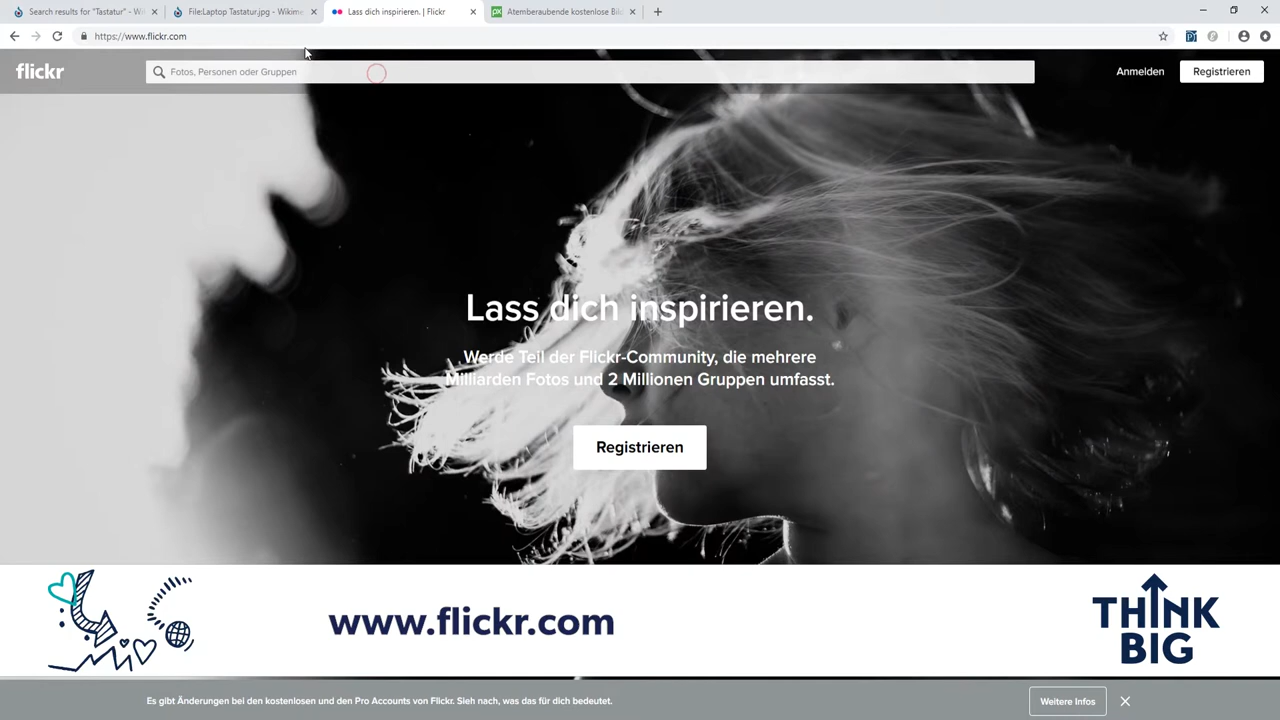 Search results for "Tastatur" - Wi
File:Laptop Tastatur.jpg - Wikime
Lass dich inspirieren. | Flickr
Atemberaubende kostenlose Bild
https://www.flickr.com
flickr
Fotos, Personen oder Gruppen
Anmelden
Registrieren
Lass dich inspirieren.
Werde Teil der Flickr-Community, die mehrere
Milliarden Fotos und 2 Millionen Gruppen umfasst.
Registrieren
www.flickr.com
THINK
BIG
Es gibt Änderungen bei den kostenlosen und den Pro Accounts von Flickr. Sieh nach, was das für dich bedeutet.
Weitere Infos